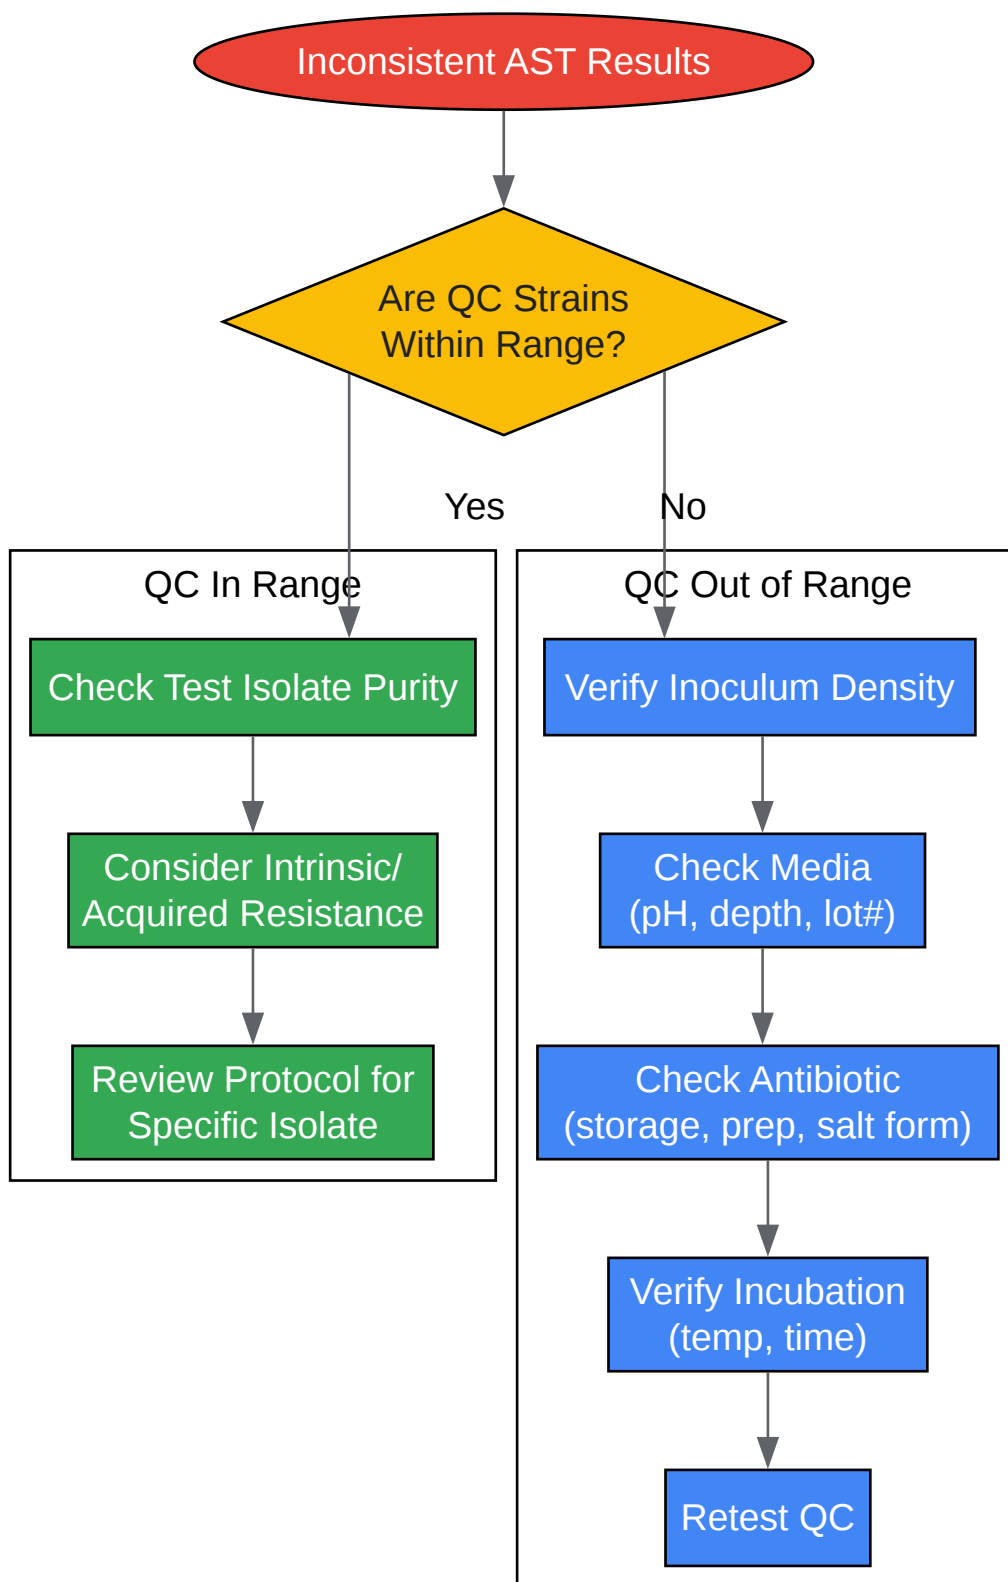 Inconsistent AST Results
Are QC Strains
Within Range?
Yes
No
QC In Range
Check Test Isolate Purity
Consider Intrinsic/
Acquired Resistance
Review Protocol for
Specific Isolate
QC Out of Range
Verify Inoculum Density
Check Media
(pH, depth, lot#)
Check Antibiotic
(storage, prep, salt form)
Verify Incubation
(temp, time)
Retest QC